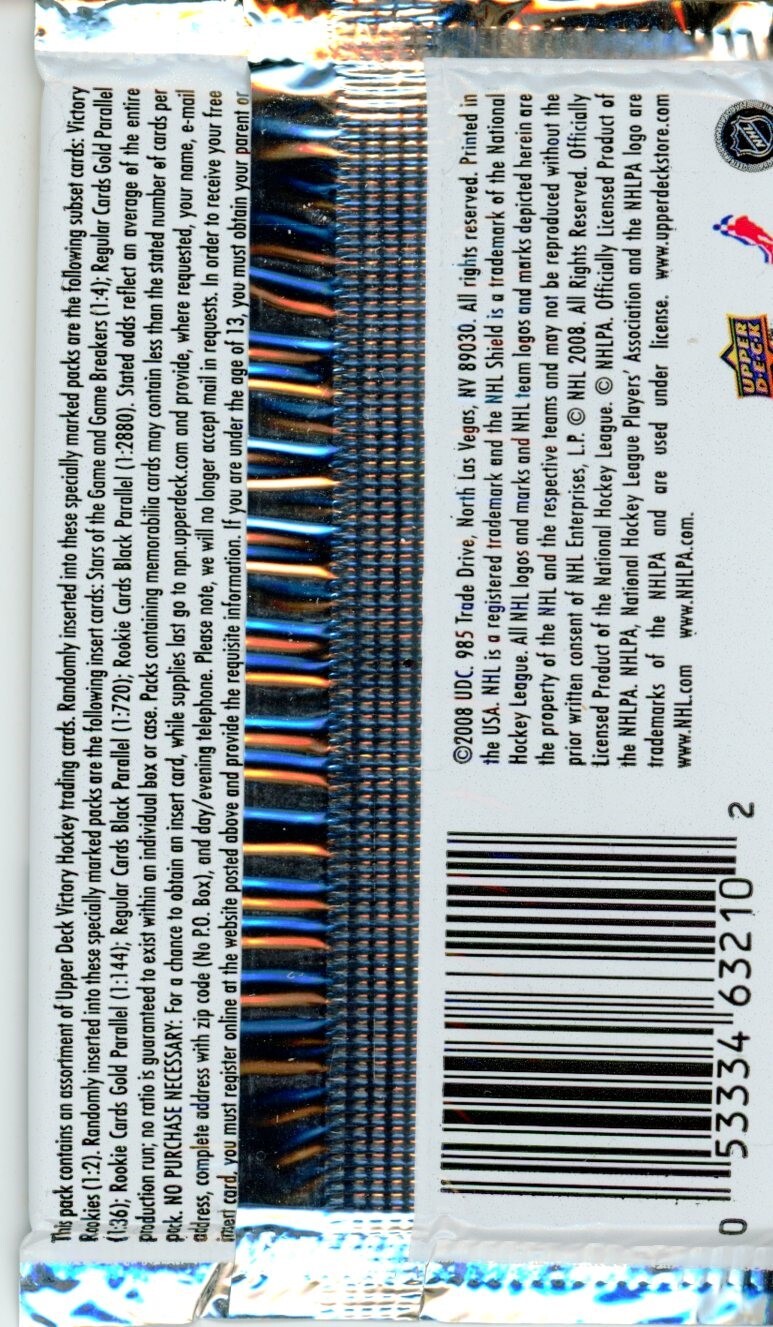 This pack contains an assortment of Upper Deck Victory Hockey trading cards. Randomly inserted into these specially marked packs are the following subset cards: Victory
Rookies (1:2). Randomly inserted into these specially marked packs are the following insert cards: Stars of the Game and Game Breakers (1:4); Regular Cards Gold Parallel
(1:36); Rookie Cards Gold Parallel (1:144); Regular Cards Black Parallel (1:720); Rookie Cards Black Parallel (1:2880). Stated odds reflect an average of the entire
production run; no ratio is guaranteed to exist within an individual box or case. Packs containing memorabilia cards may contain less than the stated number of cards per
pack. NO PURCHASE NECESSARY: For a chance to obtain an insert card, while supplies last go to npn.upperdeck.com and provide, where requested, your name, e-mail
address, complete address with zip code (No P.O. Box), and day/evening telephone. Please note, we will no longer accept mail in requests. In order to receive your free
insert card, you must register online at the website posted above and provide the requisite information. If you are under the age of 13, you must obtain your parent or
©2008 UDC. 985 Trade Drive, North Las Vegas, NV 89030. All rights reserved. Printed in
the USA. NHL is a registered trademark and the NHL Shield is a trademark of the National
Hockey League. All NHL logos and marks and NHL team logos and marks depicted herein are
the property of the NHL and the respective teams and may not be reproduced without the
prior written consent of NHL Enterprises, L.P. © NHL 2008. All Rights Reserved. Officially
Licensed Product of the National Hockey League. © NHLPA. Officially Licensed Product of
the NHLPA. NHLPA, National Hockey League Players' Association and the NHLPA logo are
trademarks of the NHLPA and are used under license. www.upperdeckstore.com
www.NHL.com www.NHLPA.com.
0 53334 63210 2
UPPER
DECK
NHL